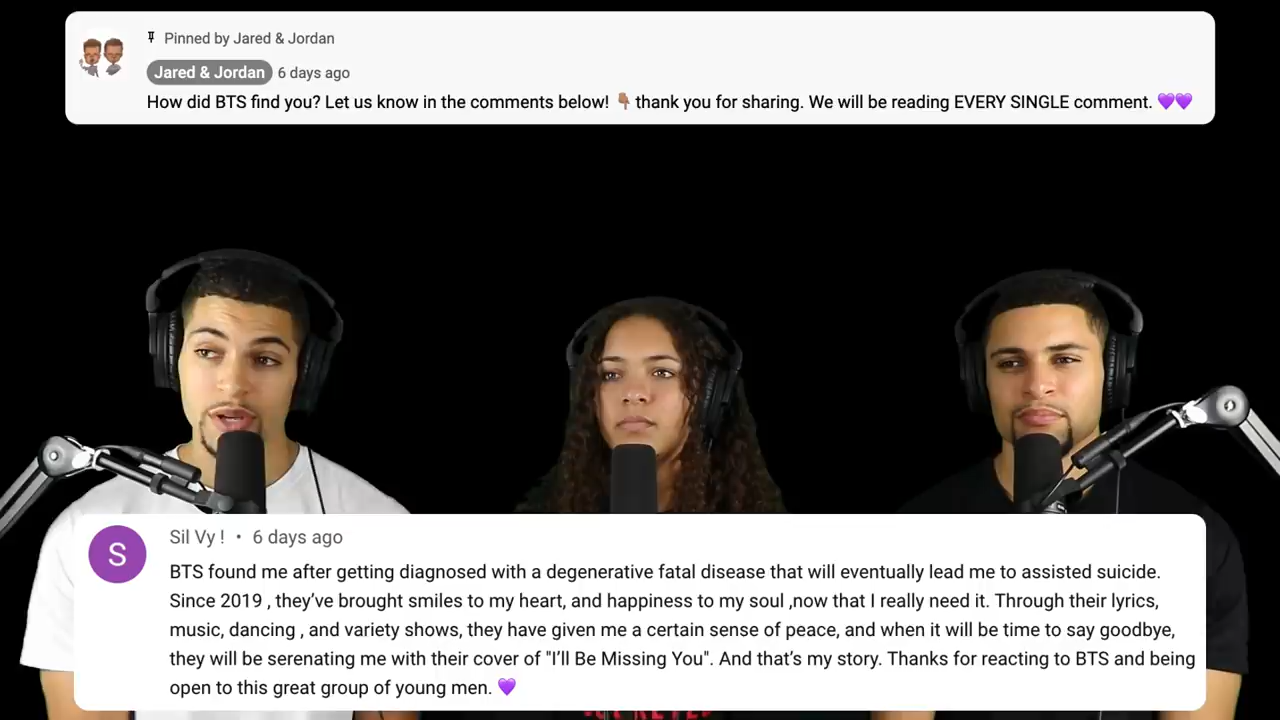 Pinned by Jared & Jordan
Jared & Jordan 6 days ago
How did BTS find you? Let us know in the comments below! 👇🏽 thank you for sharing. We will be reading EVERY SINGLE comment. 💜💜
S
Sil Vy ! • 6 days ago
BTS found me after getting diagnosed with a degenerative fatal disease that will eventually lead me to assisted suicide.
Since 2019 , they've brought smiles to my heart, and happiness to my soul ,now that I really need it. Through their lyrics,
music, dancing , and variety shows, they have given me a certain sense of peace, and when it will be time to say goodbye,
they will be serenating me with their cover of "I'll Be Missing You". And that's my story. Thanks for reacting to BTS and being
open to this great group of young men. 💜